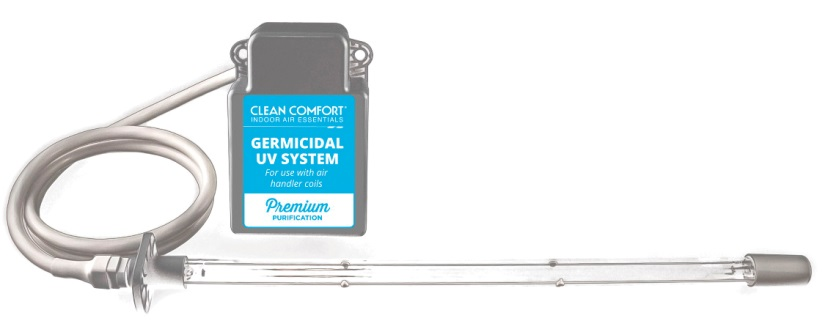 CLEAN COMFORT
INDOOR AIR ESSENTIALS
GERMICIDAL
UV SYSTEM
For use with air
handler coils
Premium
PURIFICATION